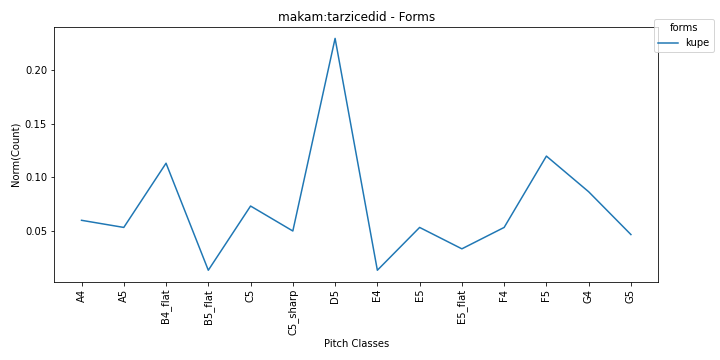 makam:tarzicedid - Forms
forms
kupe
Norm(Count)
0.20
0.15
0.10
0.05
A4
A5
B4_flat
B5_flat
C5
C5_sharp
D5
E4
E5
E5_flat
F4
F5
G4
G5
Pitch Classes